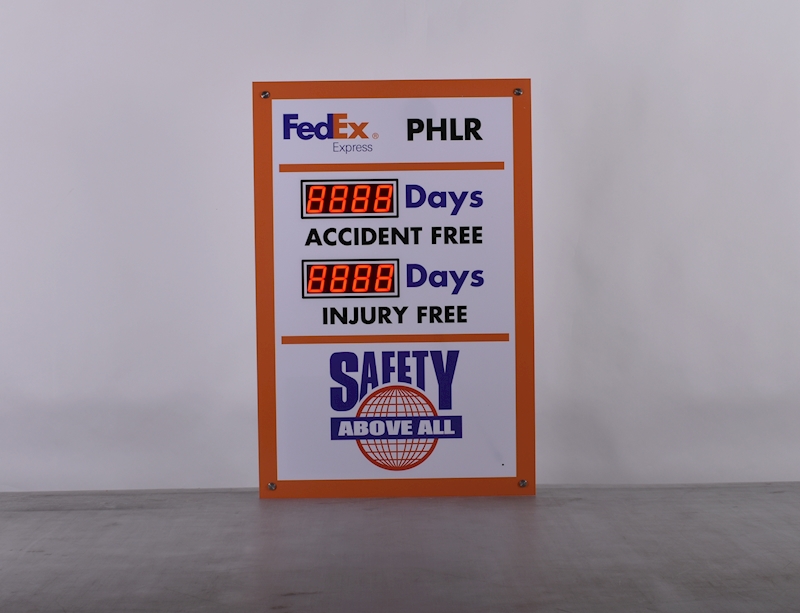 FedEx® PHLR
Express
8888 Days
ACCIDENT FREE
8888 Days
INJURY FREE
SAFETY
ABOVE ALL